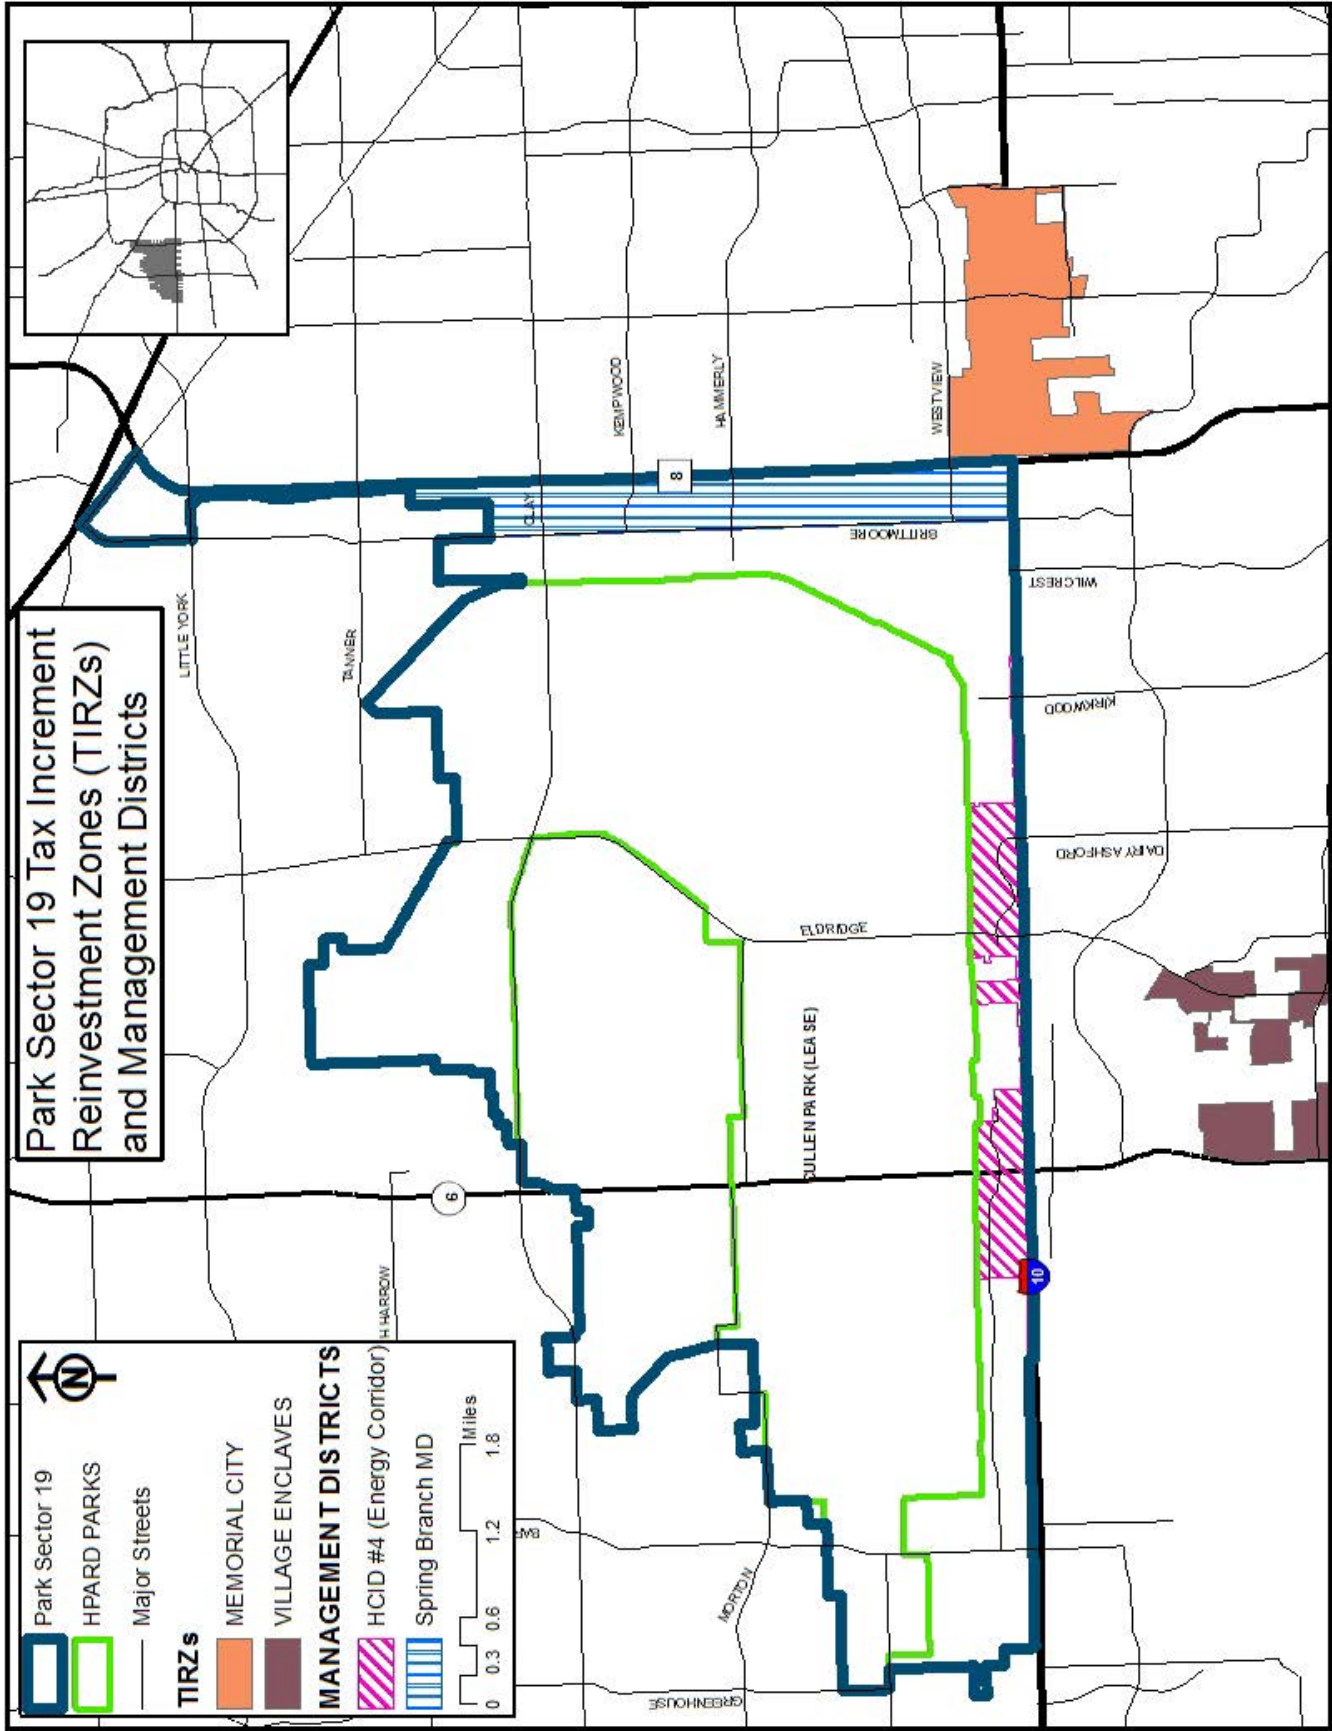 Park Sector 19 Tax Increment
Reinvestment Zones (TIRZs)
and Management Districts
N
Park Sector 19
HPARD PARKS
Major Streets
TIRZs
MEMORIAL CITY
VILLAGE ENCLAVES
MANAGEMENT DISTRICTS
HCID #4 (Energy Corridor)
Spring Branch MD
Miles
0 0.3 0.6 1.2 1.8
LITTLE YORK
TANNER
H HARROW
6
CLAY
KEMPWOOD
HAMMERLY
8
WESTVIEW
BRITTMOORE
WILCREST
KIRKWOOD
DAIRY ASHFORD
ELDRIDGE
CULLEN PARK (LEASE)
10
BAR
MORTON
GREENHOUSE